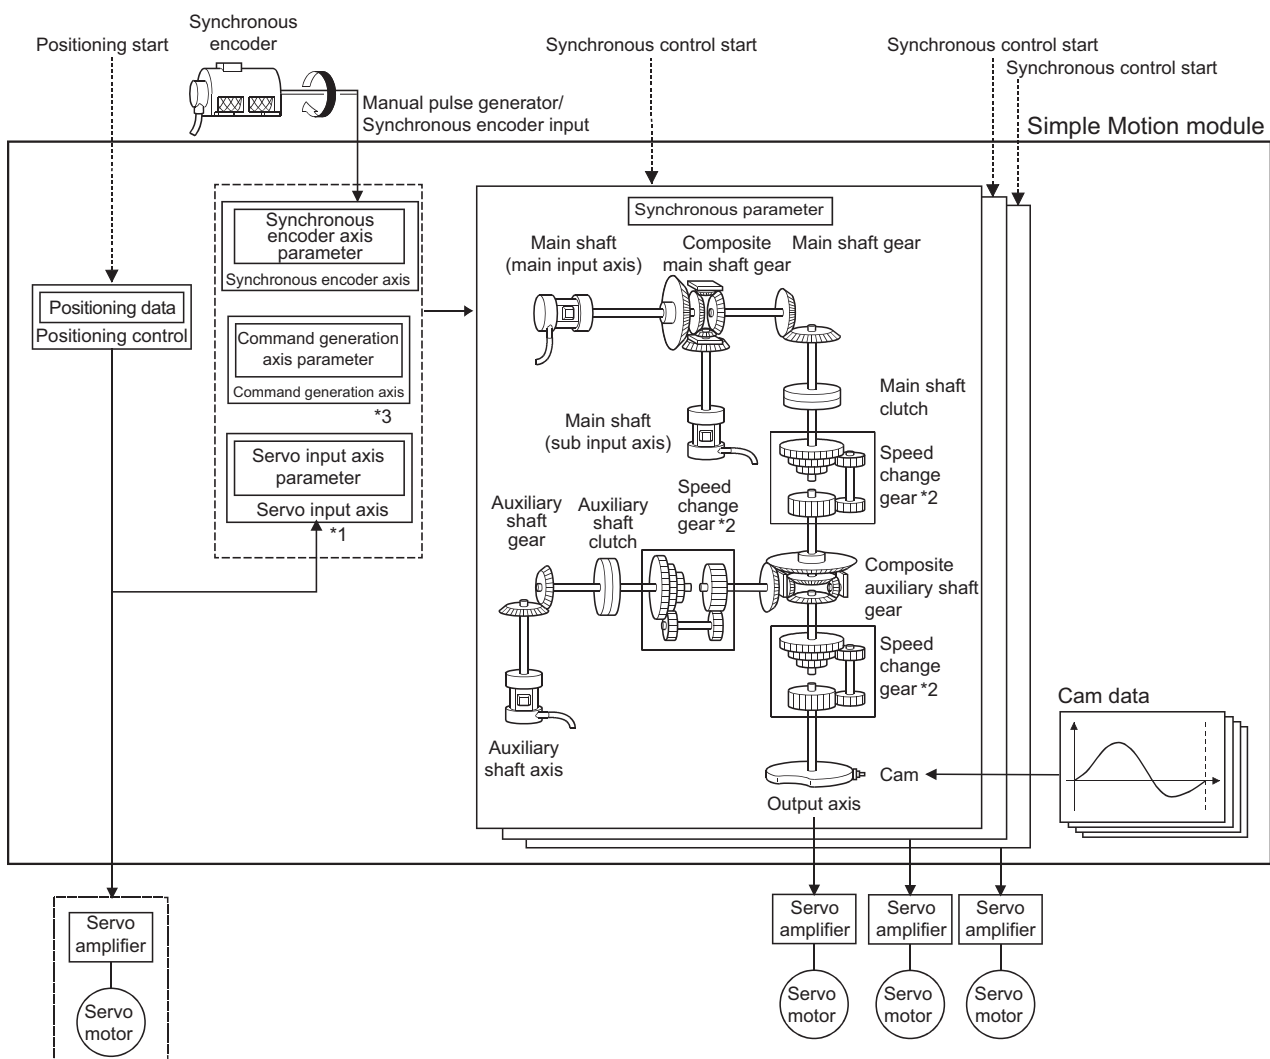 Synchronous
encoder
Positioning start
Synchronous control start
Synchronous control start
Synchronous control start
Manual pulse generator/
Synchronous encoder input
Simple Motion module
Synchronous
encoder axis
parameter
Synchronous encoder axis
Positioning data
Positioning control
Command generation
axis parameter
Command generation axis
*3
Servo input axis
parameter
Servo input axis
*1
Synchronous parameter
Main shaft
(main input axis)
Composite
main shaft gear
Main shaft gear
Main shaft
clutch
Main shaft
(sub input axis)
Speed
change
gear *2
Auxiliary
shaft
gear
Auxiliary
shaft
clutch
Speed
change
gear *2
Composite
auxiliary shaft
gear
Speed
change
gear *2
Auxiliary
shaft axis
Cam
Output axis
Cam data
Servo
amplifier
Servo
motor
Servo
amplifier
Servo
motor
Servo
amplifier
Servo
motor
Servo
amplifier
Servo
motor